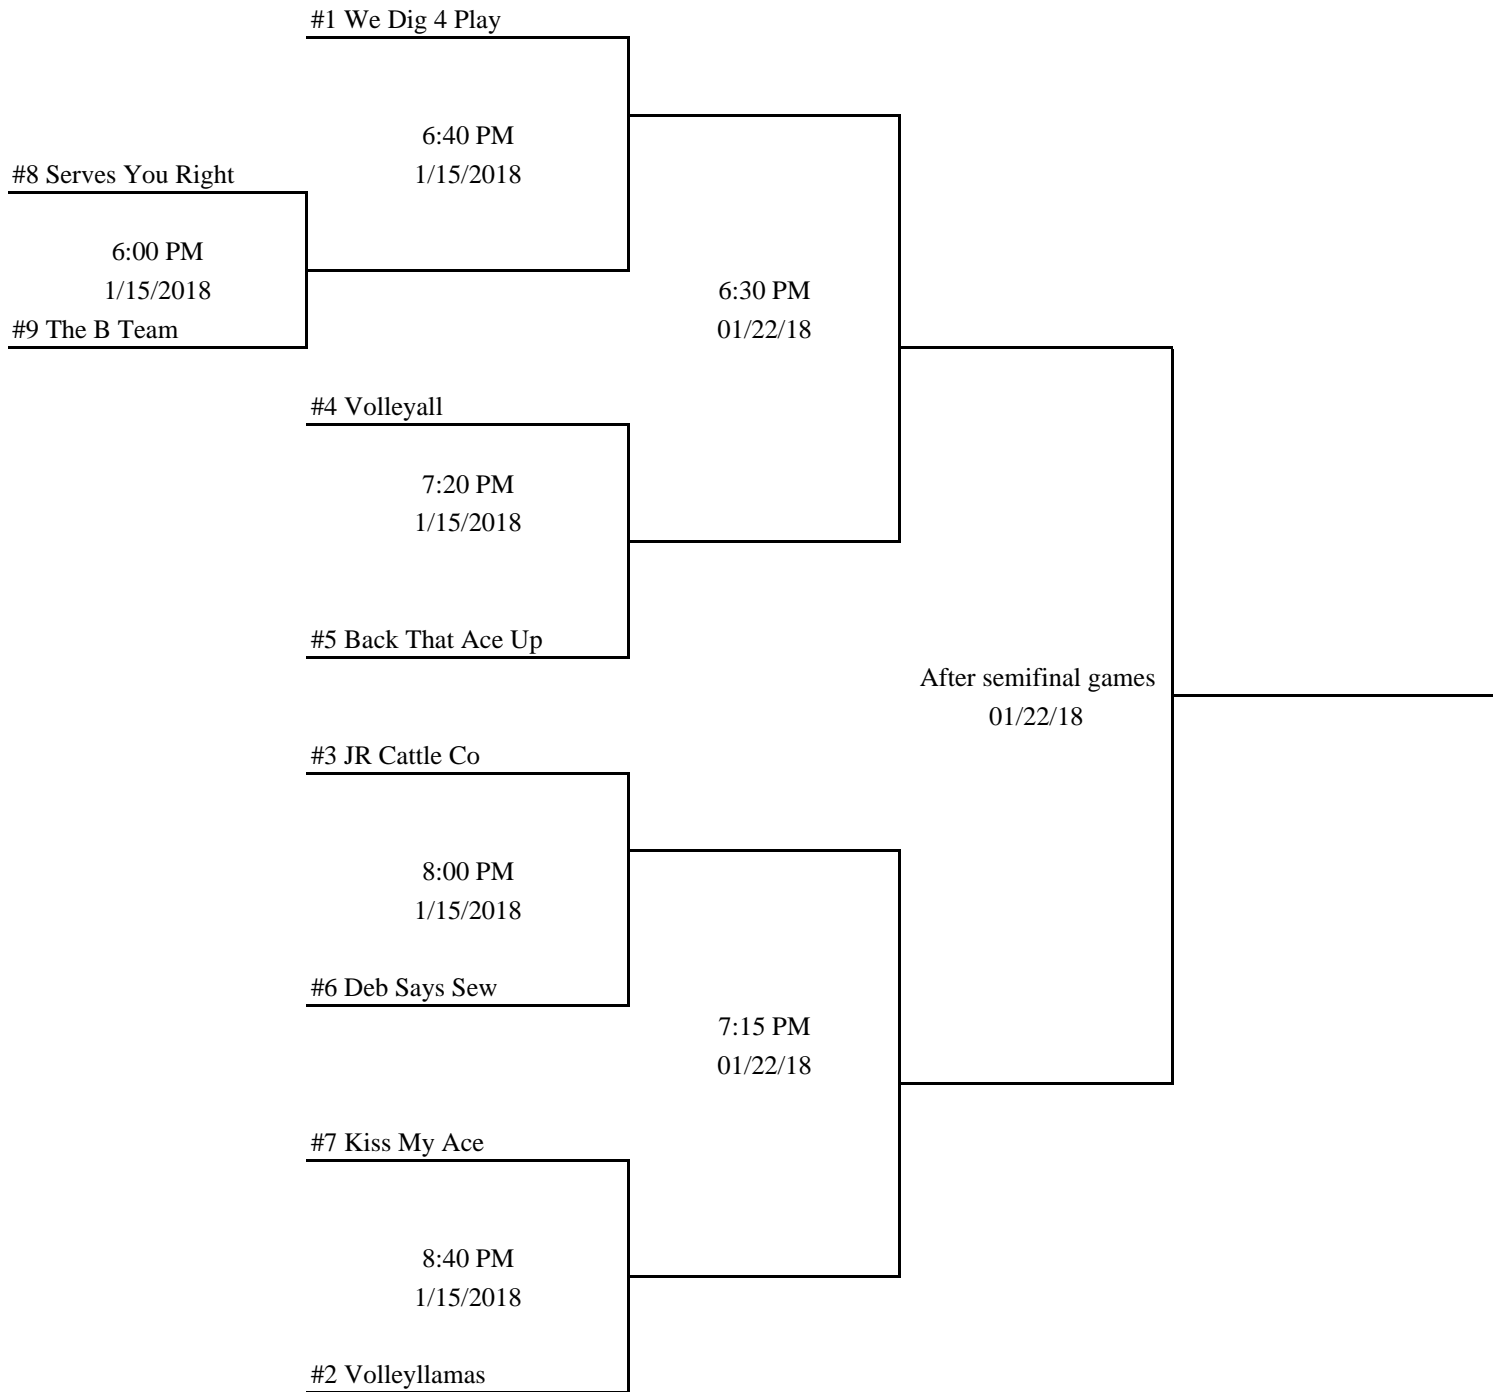 #1 We Dig 4 Play
6:40 PM
1/15/2018
#8 Serves You Right
6:00 PM
1/15/2018
#9 The B Team
6:30 PM
01/22/18
#4 Volleyall
7:20 PM
1/15/2018
#5 Back That Ace Up
After semifinal games
01/22/18
#3 JR Cattle Co
8:00 PM
1/15/2018
#6 Deb Says Sew
7:15 PM
01/22/18
#7 Kiss My Ace
8:40 PM
1/15/2018
#2 Volleyllamas